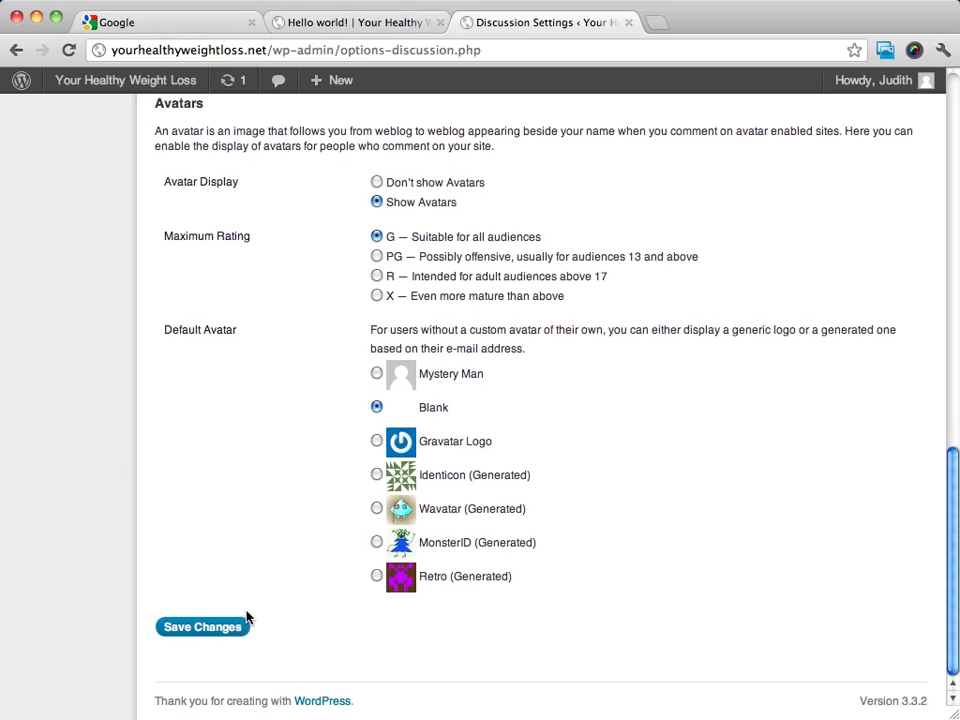 Google
Hello world! | Your Healthy W
Discussion Settings ‹ Your H
yourhealthyweightloss.net/wp-admin/options-discussion.php
Your Healthy Weight Loss
1
New
Howdy, Judith
Avatars
An avatar is an image that follows you from weblog to weblog appearing beside your name when you comment on avatar enabled sites. Here you can
enable the display of avatars for people who comment on your site.
Avatar Display
Don't show Avatars
Show Avatars
Maximum Rating
G — Suitable for all audiences
PG — Possibly offensive, usually for audiences 13 and above
R — Intended for adult audiences above 17
X — Even more mature than above
Default Avatar
For users without a custom avatar of their own, you can either display a generic logo or a generated one
based on their e-mail address.
Mystery Man
Blank
Gravatar Logo
Identicon (Generated)
Wavatar (Generated)
MonsterID (Generated)
Retro (Generated)
Save Changes
Thank you for creating with WordPress.
Version 3.3.2